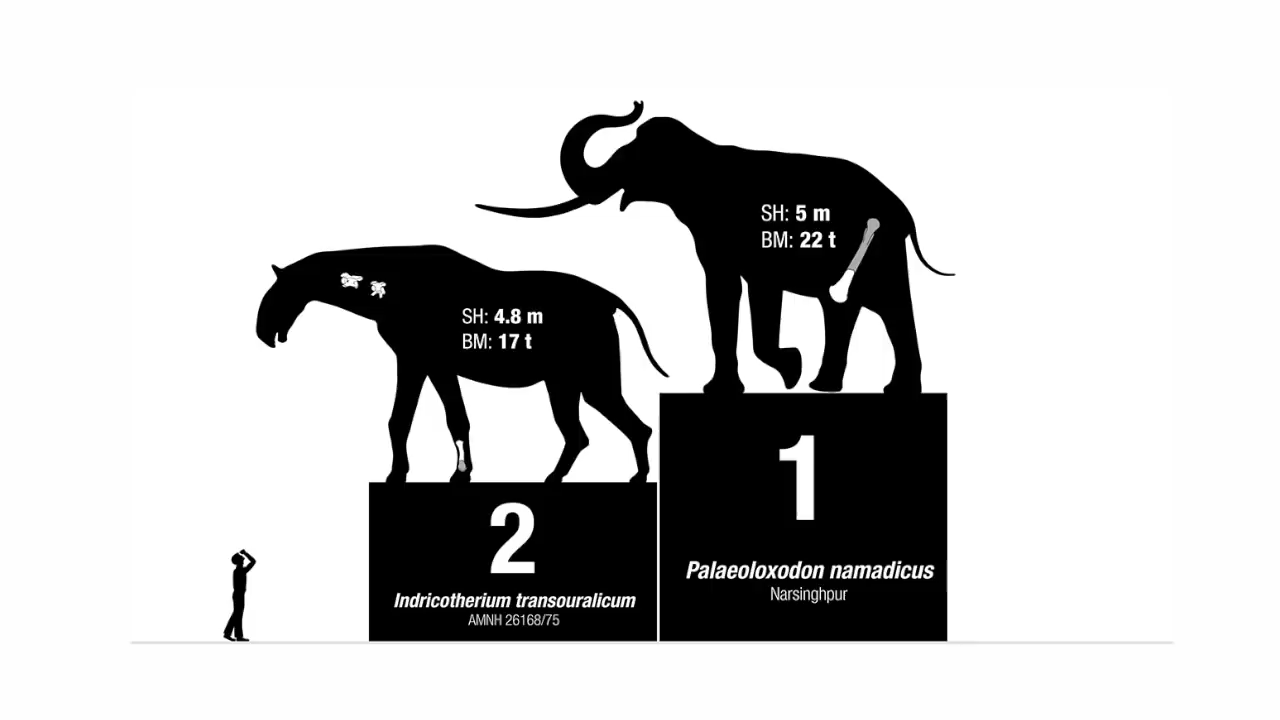 SH: 5 m
BM: 22 t
SH: 4.8 m
BM: 17 t
1
Palaeoloxodon namadicus
Narsinghpur
2
Indricotherium transouralicum
AMNH 26168/75